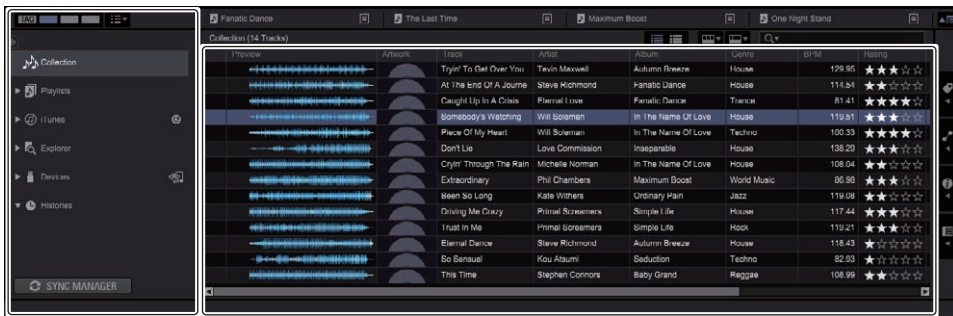 TAG
Fanatic Dance The Last Time Maximum Boost One Night Stand
Collection (14 Tracks)
Preview Artwork Track Artist Album Genre BPM Rating
Collection
Playlists
iTunes
Explorer
Devices
Histories
SYNC MANAGER
Tryin' To Get Over You Tevin Maxwell Autumn Breeze House 129.95
At The End Of A Journe Steve Richmond Fanatic Dance House 114.54
Caught Up In A Crisis Eternal Love Fanatic Dance Trance 81.41
Somebody's Watching Will Soleman In The Name Of Love House 119.51
Piece Of My Heart Will Soleman In The Name Of Love Techno 100.33
Don't Lie Love Commission Inseparable House 138.29
Cryin' Through The Rain Michelle Norman In The Name Of Love House 108.04
Extraordinary Phil Chambers Maximum Boost World Music 86.98
Been So Long Kate Withers Ordinary Pain Jazz 119.08
Driving Me Crazy Primal Screamers Simple Life House 117.44
Trust In Me Primal Screamers Simple Life Rock 119.21
Eternal Dance Steve Richmond Autumn Breeze House 118.43
So Sensual Kou Atsumi Seduction Techno 82.93
This Time Stephen Connors Baby Grand Reggae 108.99